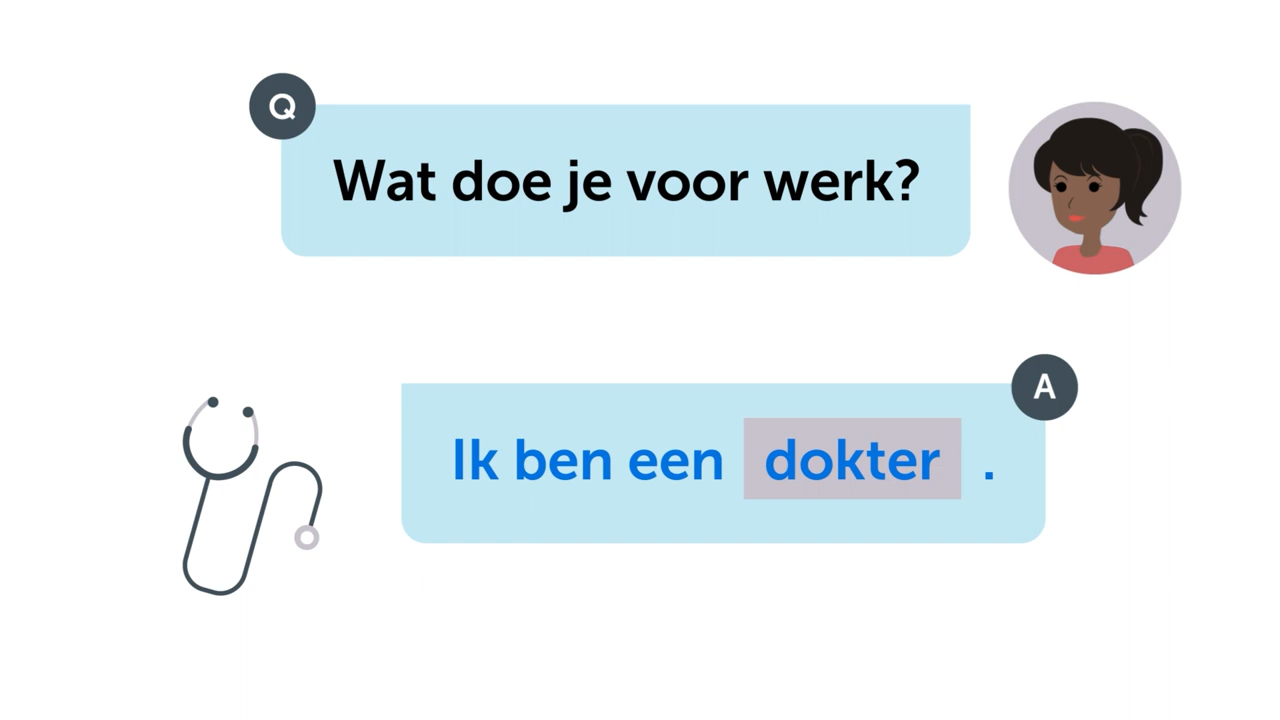 Q
Wat doe je voor werk?
A
Ik ben een dokter .